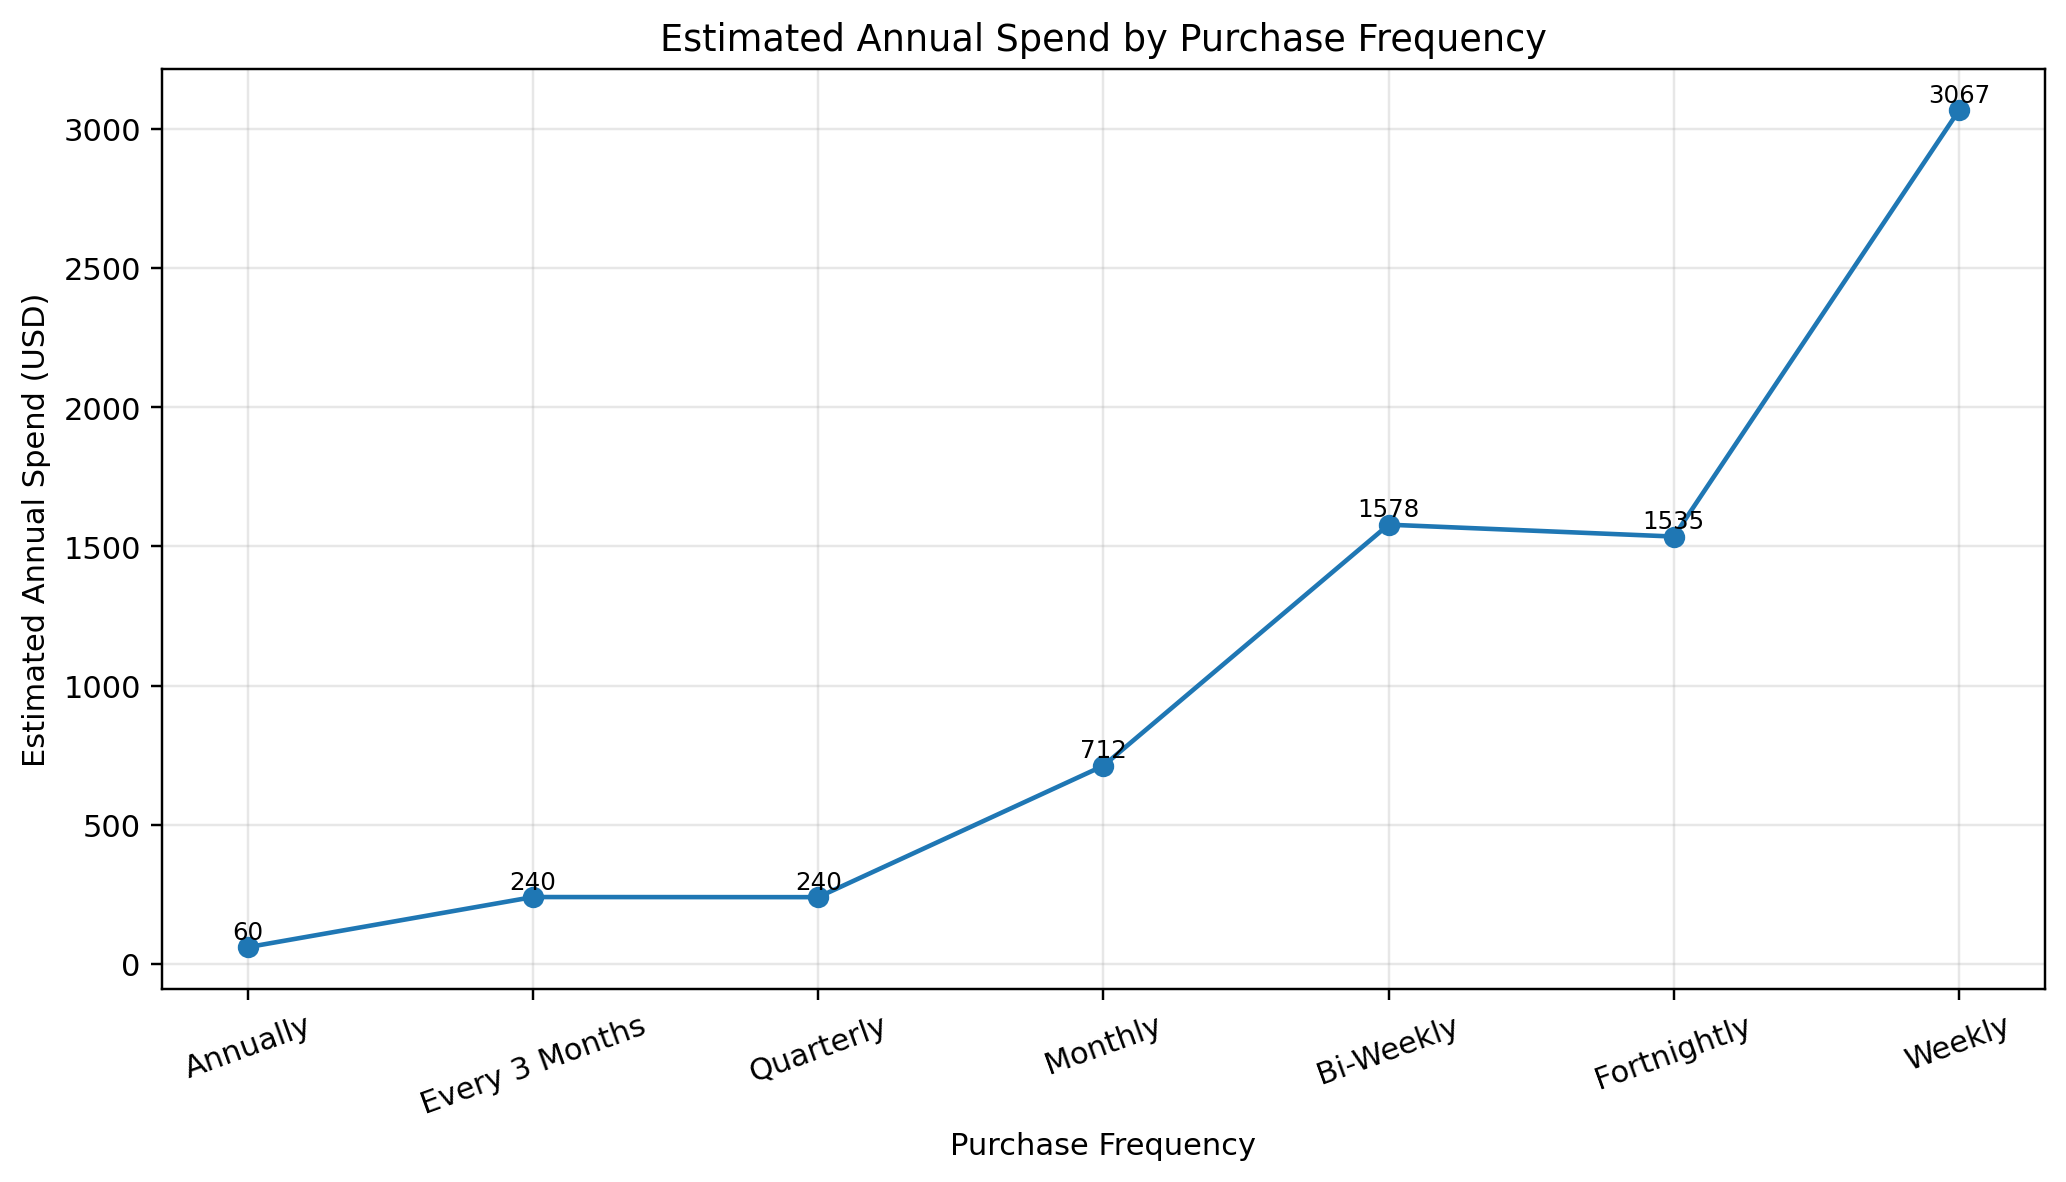 Estimated Annual Spend by Purchase Frequency
Estimated Annual Spend (USD)
3000
2500
2000
1500
1000
500
0
60
240
240
712
1578
1535
3067
Annually
Every 3 Months
Quarterly
Monthly
Bi-Weekly
Fortnightly
Weekly
Purchase Frequency